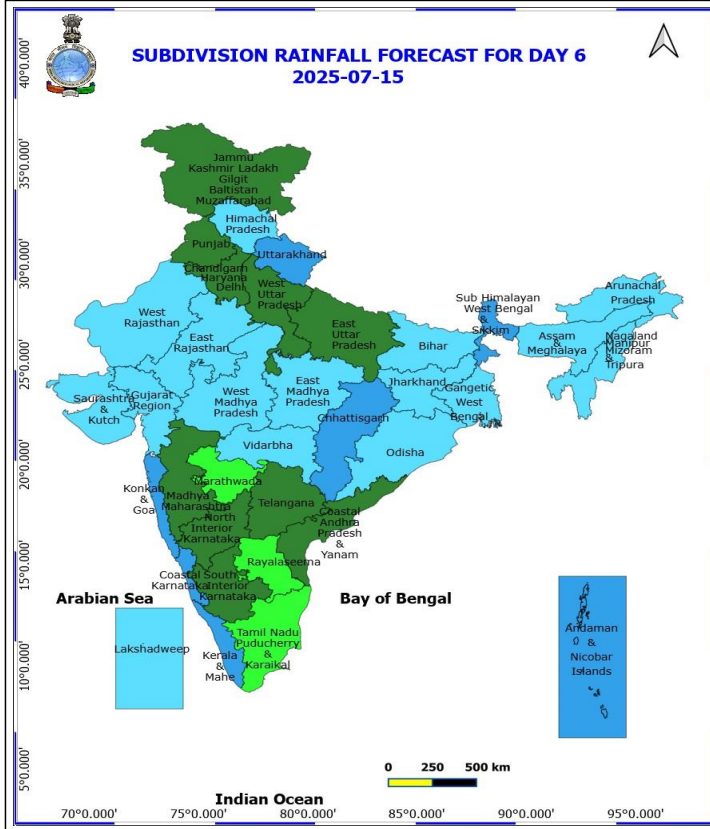 SUBDIVISION RAINFALL FORECAST FOR DAY 6
2025-07-15
40°0.000'
35°0.000'
30°0.000'
25°0.000'
20°0.000'
15°0.000'
10°0.000'
5°0.000'
Jammu
Kashmir Ladakh
Gilgit
Baltistan
Muzaffarabad
Himachal
Pradesh
Punjab
Uttarakhand
Chandigarh
Haryana
Delhi
West
Uttar
Pradesh
East
Uttar
Pradesh
West
Rajasthan
East
Rajasthan
Sub Himalayan
West Bengal
&
Sikkim
Arunachal
Pradesh
Assam
&
Meghalaya
Nagaland
Manipur
Mizoram
&
Tripura
Bihar
Jharkhand
Gangetic
West
Bengal
Saurashtra
&
Kutch
Gujarat
Region
West
Madhya
Pradesh
East
Madhya
Pradesh
Chhattisgarh
Vidarbha
Odisha
Konkan
&
Goa
Madhya
Maharashtra
Marathwada
North
Interior
Karnataka
Telangana
Coastal
Andhra
Pradesh
&
Yanam
Rayalaseema
Coastal
Karnataka
South
Interior
Karnataka
Arabian Sea
Bay of Bengal
Lakshadweep
Kerala
&
Mahe
Tamil Nadu
Puducherry
&
Karaikal
Andaman
&
Nicobar
Islands
0 250 500 km
Indian Ocean
70°0.000' 75°0.000' 80°0.000' 85°0.000' 90°0.000' 95°0.000'